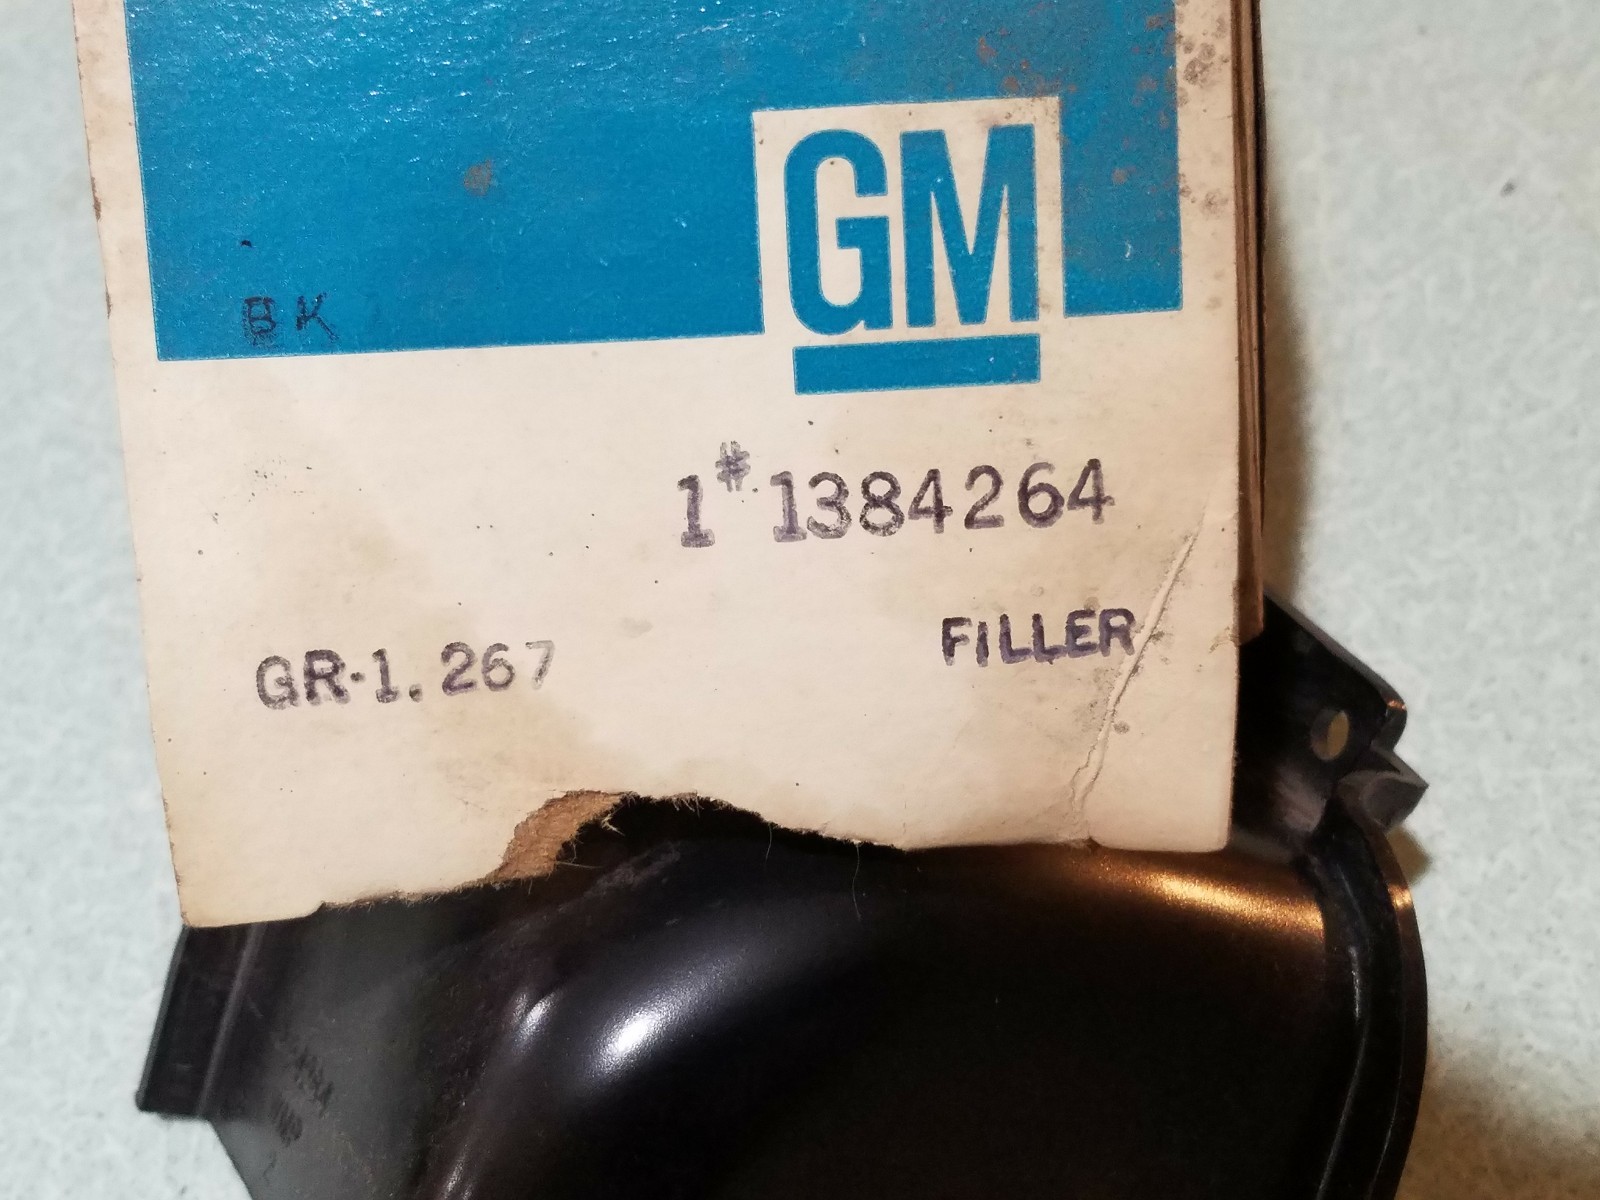 GM
BK
1# 1384264
FILLER
GR.1.267